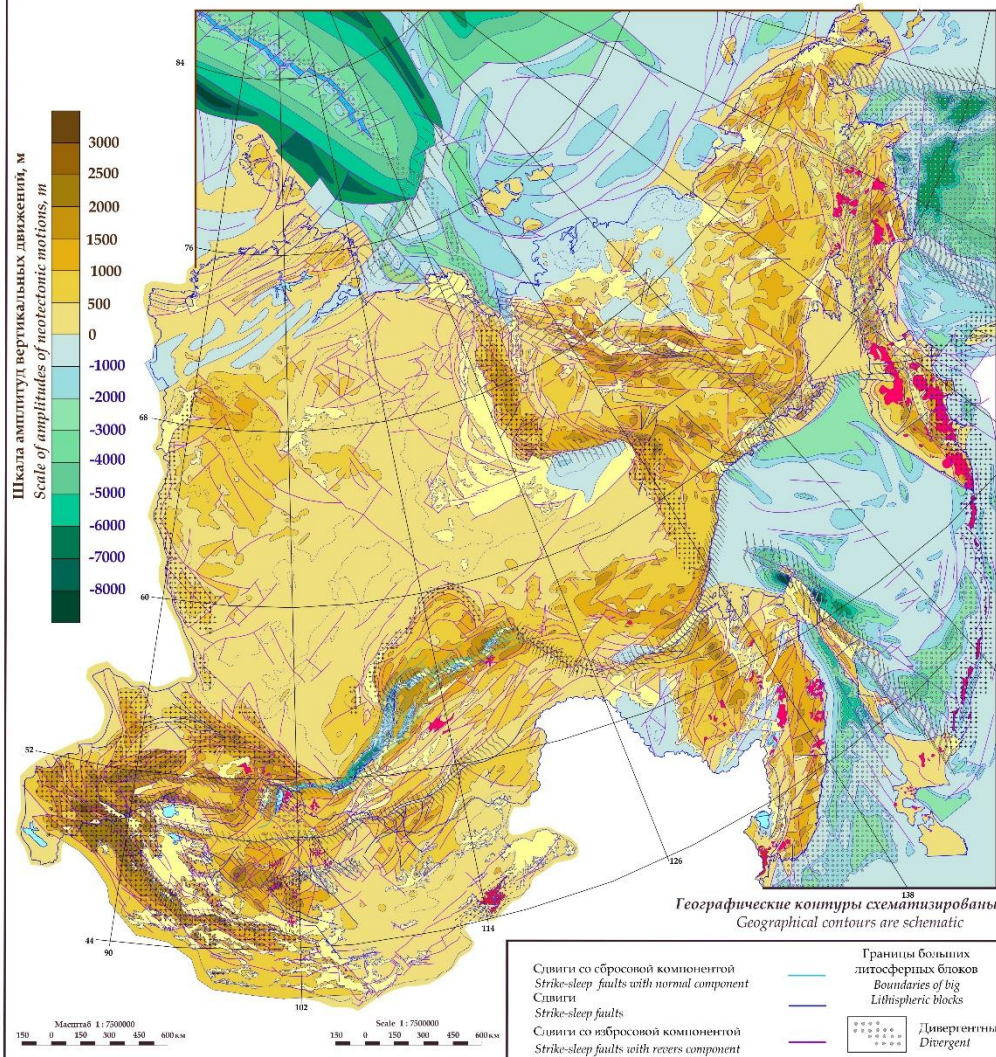 84
76
68
60
52
44
90
102
114
126
138
Шкала амплитуд вертикальных движений, м
Scale of amplitudes of neotectonic motions, m
3000
2500
2000
1500
1000
500
0
-1000
-2000
-3000
-4000
-5000
-6000
-7000
-8000
Географические контуры схематизированы
Geographical contours are schematic
Масштаб 1 : 7500000
150 0 150 300 450 600км
Scale 1 : 7500000
150 0 150 300 450 600км
Сдвиги со сбросовой компонентой
Strike-sleep faults with normal component
Сдвиги
Strike-sleep faults
Сдвиги со взбросовой компонентой
Strike-sleep faults with revers component
Границы больших
литосферных блоков
Boundaries of big
Lithispheric blocks
Дивергентны
Divergent